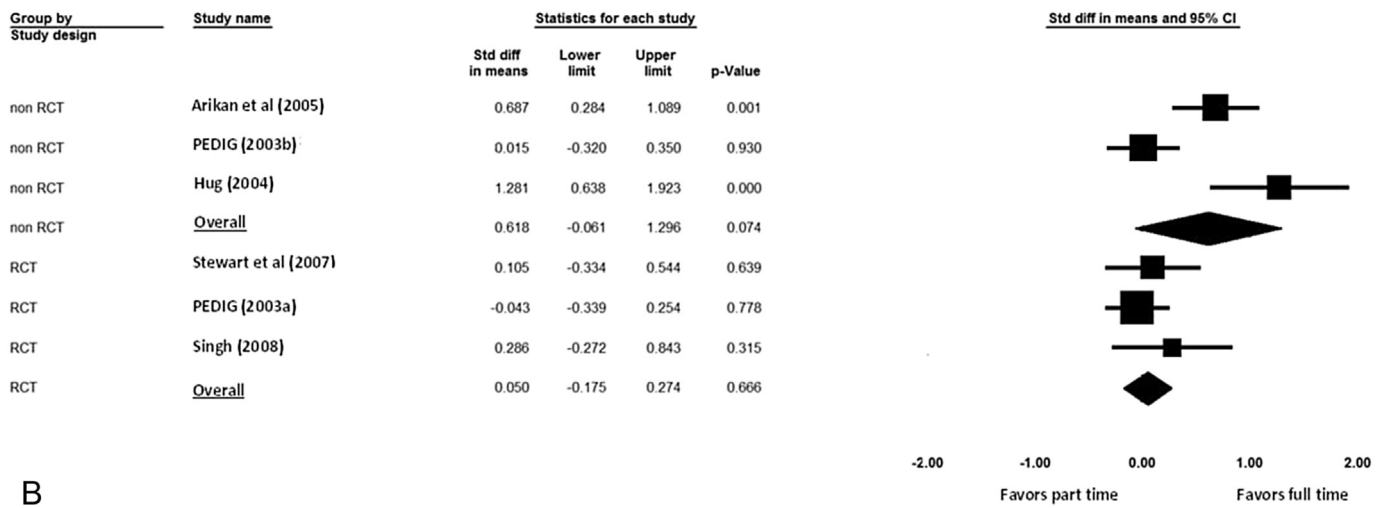 Group by Study name Statistics for each study Std diff in means and 95% CI
Study design
Std diff Lower Upper
in means limit limit p-Value
non RCT Arikan et al (2005) 0.687 0.284 1.089 0.001
non RCT PEDIG (2003b) 0.015 -0.320 0.350 0.930
non RCT Hug (2004) 1.281 0.638 1.923 0.000
non RCT Overall 0.618 -0.061 1.296 0.074
RCT Stewart et al (2007) 0.105 -0.334 0.544 0.639
RCT PEDIG (2003a) -0.043 -0.339 0.254 0.778
RCT Singh (2008) 0.286 -0.272 0.843 0.315
RCT Overall 0.050 -0.175 0.274 0.666
-2.00 -1.00 0.00 1.00 2.00
Favors part time Favors full time
B